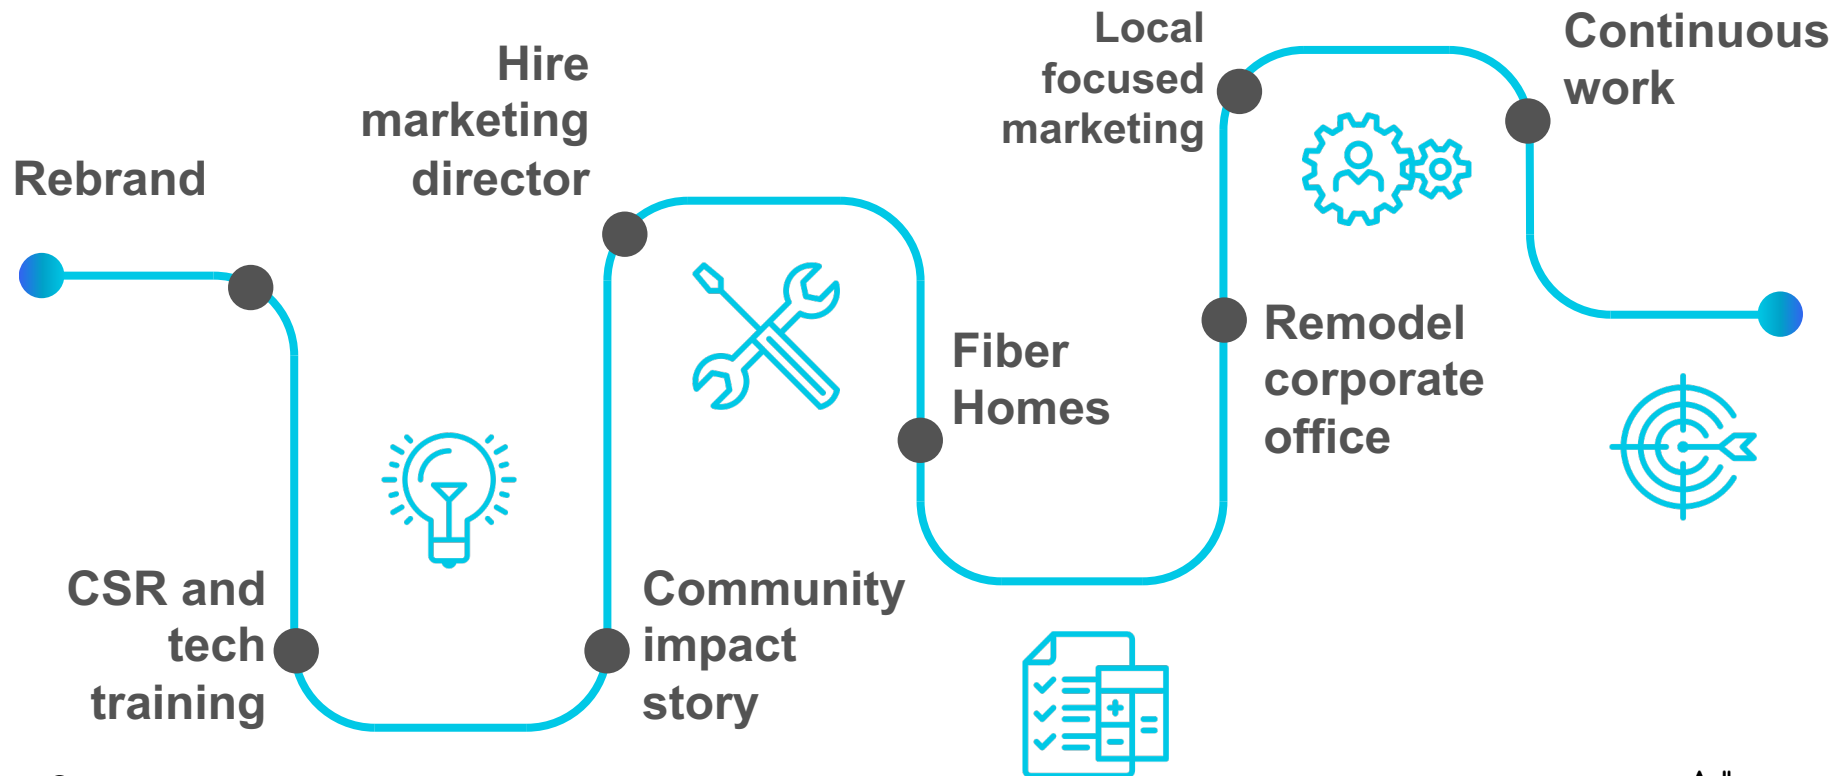 Rebrand
CSR and
tech
training
Community
impact
story
Hire
marketing
director
Fiber
Homes
Remodel
corporate
office
Local
focused
marketing
Continuous
work